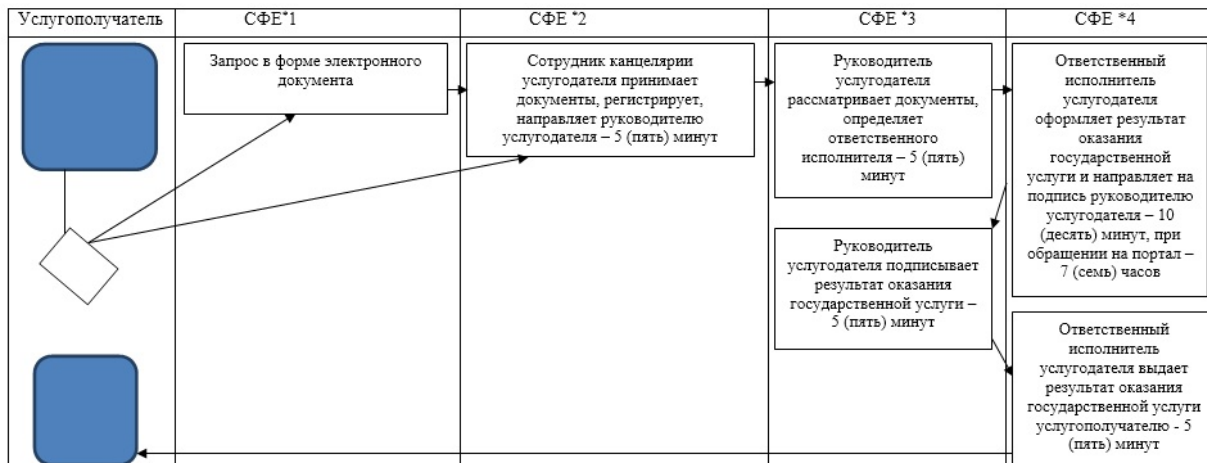 Услугополучатель
СФЕ*1
СФЕ *2
СФЕ *3
СФЕ *4
Запрос в форме электронного
документа
Сотрудник канцелярии
услугодателя принимает
документы, регистрирует,
направляет руководителю
услугодателя – 5 (пять) минут
Руководитель
услугодателя
рассматривает документы,
определяет
ответственного
исполнителя – 5 (пять)
минут
Ответственный
исполнитель
услугодателя
оформляет результат
оказания
государственной
услуги и направляет на
подпись руководителю
услугодателя – 10
(десять) минут, при
обращении на портал –
7 (семь) часов
Руководитель
услугодателя подписывает
результат оказания
государственной услуги –
5 (пять) минут
Ответственный
исполнитель
услугодателя выдает
результат оказания
государственной услуги
услугополучателю - 5
(пять) минут